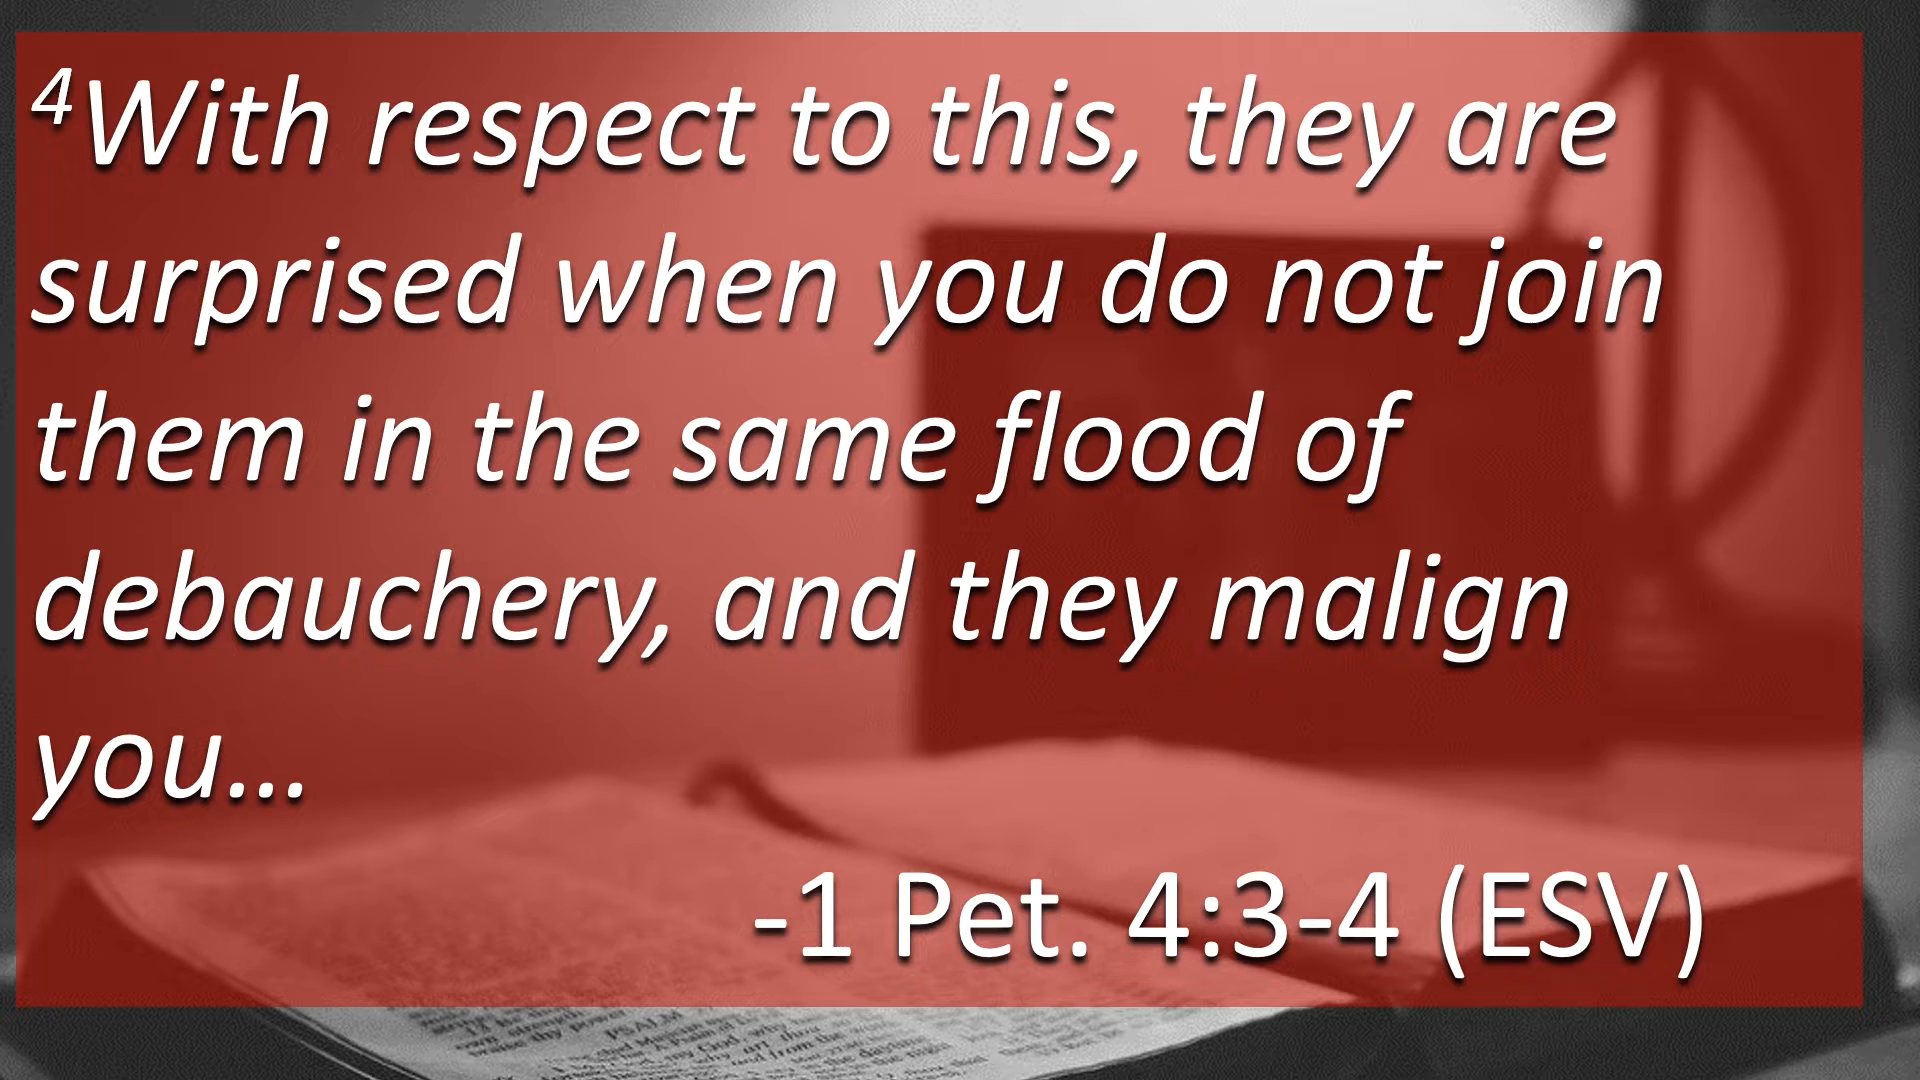 ⁴With respect to this, they are
surprised when you do not join
them in the same flood of
debauchery, and they malign
you…
-1 Pet. 4:3-4 (ESV)
PSALM